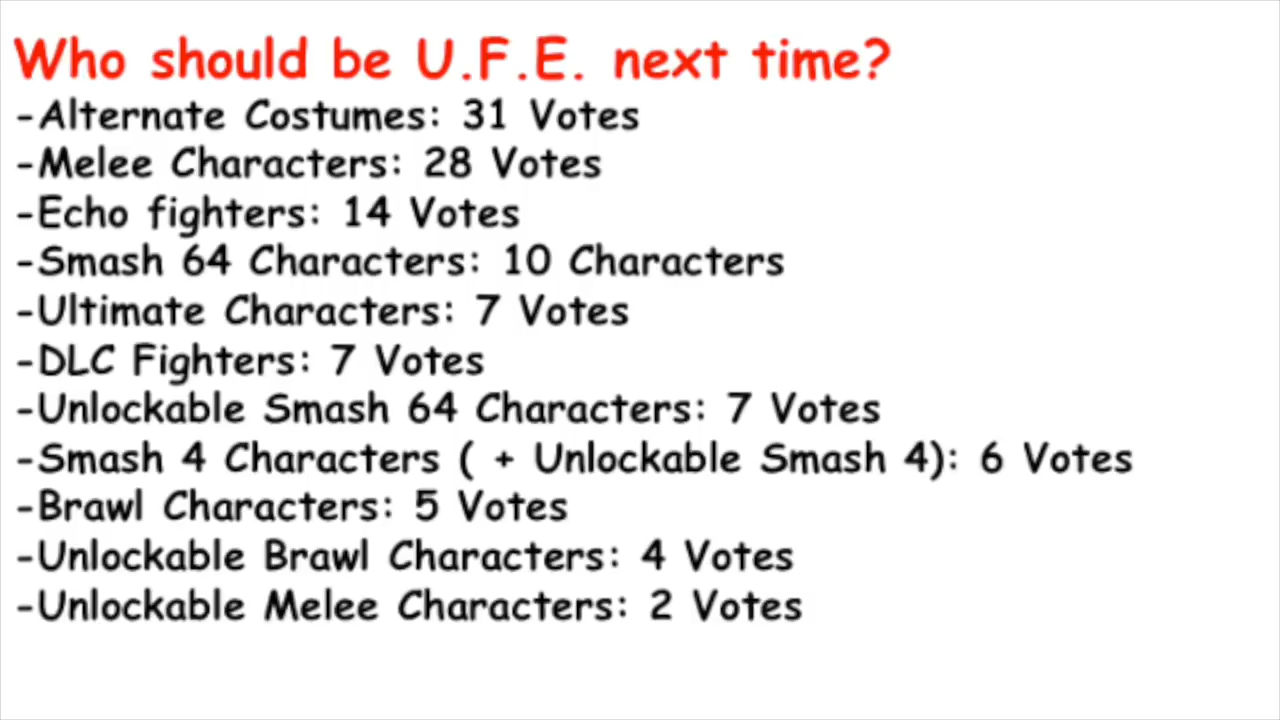 Who should be U.F.E. next time?
-Alternate Costumes: 31 Votes
-Melee Characters: 28 Votes
-Echo fighters: 14 Votes
-Smash 64 Characters: 10 Characters
-Ultimate Characters: 7 Votes
-DLC Fighters: 7 Votes
-Unlockable Smash 64 Characters: 7 Votes
-Smash 4 Characters ( + Unlockable Smash 4): 6 Votes
-Brawl Characters: 5 Votes
-Unlockable Brawl Characters: 4 Votes
-Unlockable Melee Characters: 2 Votes